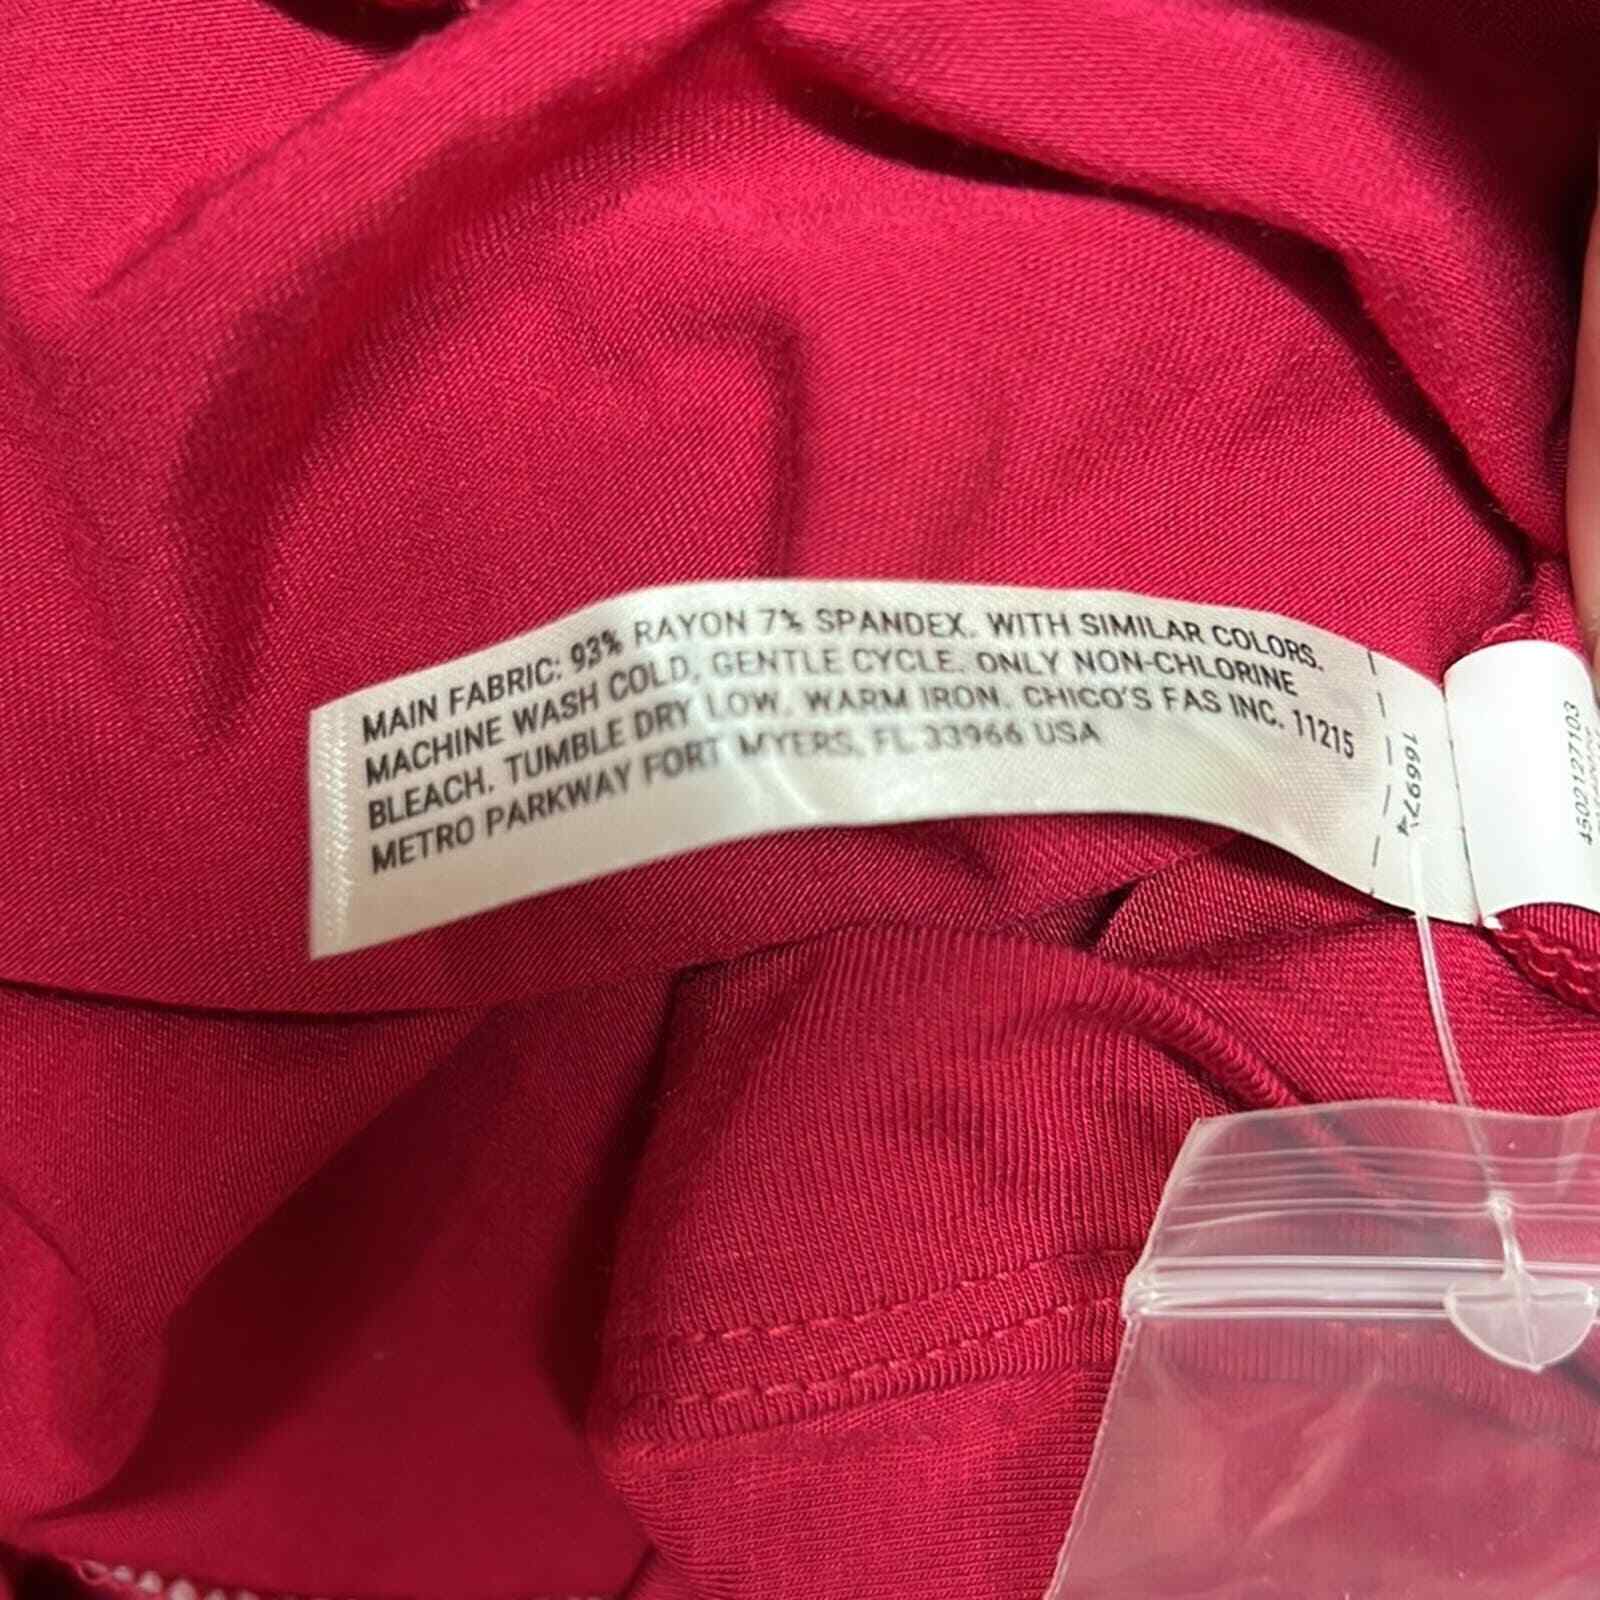 MAIN FABRIC: 93% RAYON 7% SPANDEX. WITH SIMILAR COLORS.
MACHINE WASH COLD, GENTLE CYCLE. ONLY NON-CHLORINE
BLEACH. TUMBLE DRY LOW. WARM IRON. CHICO'S FAS INC. 11215
METRO PARKWAY FORT MYERS, FL 33966 USA
169974
4502127103